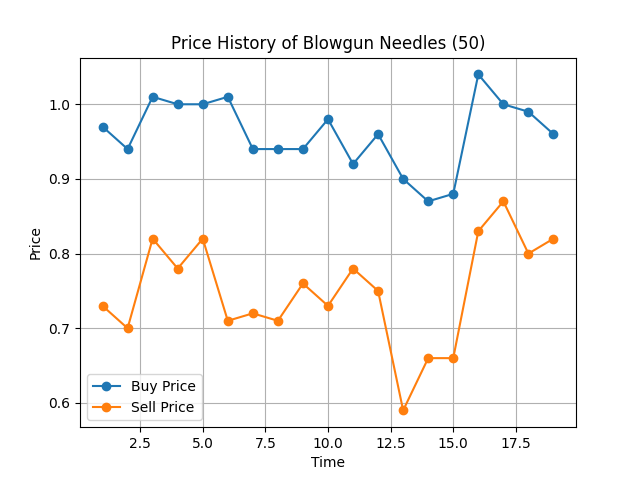 Price History of Blowgun Needles (50)
1.0
0.9
0.8
0.7
0.6
Price
Buy Price
Sell Price
2.5 5.0 7.5 10.0 12.5 15.0 17.5
Time